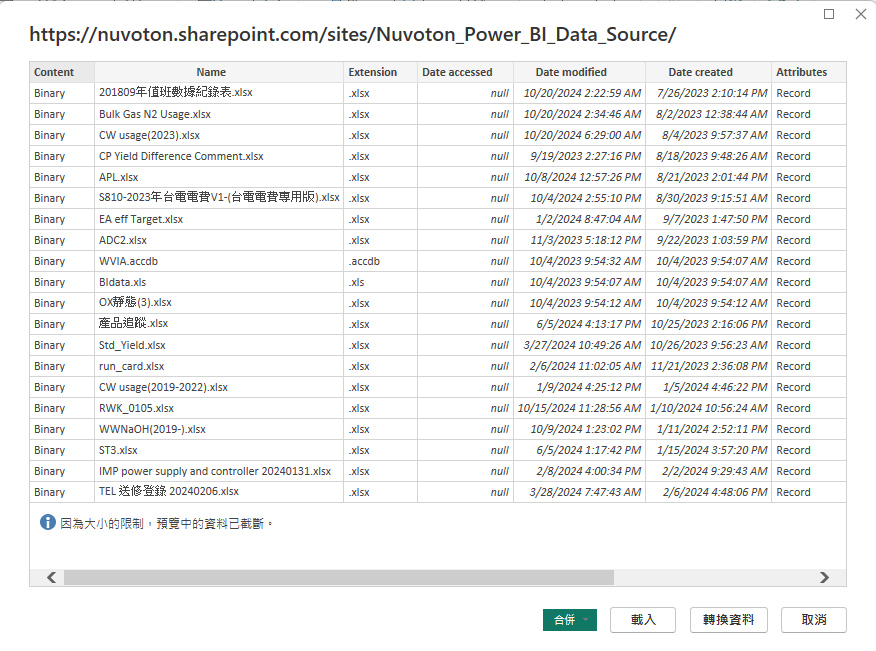 https://nuvoton.sharepoint.com/sites/Nuvoton_Power_BI_Data_Source/
Content Name Extension Date accessed Date modified Date created Attributes
Binary 201809年值班數據紀錄表.xlsx .xlsx null 10/20/2024 2:22:59 AM 7/26/2023 2:10:14 PM Record
Binary Bulk Gas N2 Usage.xlsx .xlsx null 10/20/2024 2:34:46 AM 8/2/2023 12:38:44 AM Record
Binary CW usage(2023).xlsx .xlsx null 10/20/2024 6:29:00 AM 8/4/2023 9:57:37 AM Record
Binary CP Yield Difference Comment.xlsx .xlsx null 9/19/2023 2:27:16 PM 8/18/2023 9:48:26 AM Record
Binary APL.xlsx .xlsx null 10/8/2024 12:57:26 PM 8/21/2023 2:01:44 PM Record
Binary S810-2023年台電電費V1-(台電電費專用版).xlsx .xlsx null 10/4/2024 2:55:10 PM 8/30/2023 9:15:51 AM Record
Binary EA eff Target.xlsx .xlsx null 1/2/2024 8:47:04 AM 9/7/2023 1:47:50 PM Record
Binary ADC2.xlsx .xlsx null 11/3/2023 5:18:12 PM 9/22/2023 1:03:59 PM Record
Binary WVIA.accdb .accdb null 10/4/2023 9:54:32 AM 10/4/2023 9:54:07 AM Record
Binary BIdata.xls .xls null 10/4/2023 9:54:07 AM 10/4/2023 9:54:07 AM Record
Binary OX靜態(3).xlsx .xlsx null 10/4/2023 9:54:12 AM 10/4/2023 9:54:12 AM Record
Binary 產品追蹤.xlsx .xlsx null 6/5/2024 4:13:17 PM 10/25/2023 2:16:06 PM Record
Binary Std_Yield.xlsx .xlsx null 3/27/2024 10:49:26 AM 10/26/2023 9:56:23 AM Record
Binary run_card.xlsx .xlsx null 2/6/2024 11:02:05 AM 11/21/2023 2:36:08 PM Record
Binary CW usage(2019-2022).xlsx .xlsx null 1/9/2024 4:25:12 PM 1/5/2024 4:46:22 PM Record
Binary RWK_0105.xlsx .xlsx null 10/15/2024 11:28:56 AM 1/10/2024 10:56:24 AM Record
Binary WWNaOH(2019-).xlsx .xlsx null 10/9/2024 1:23:02 PM 1/11/2024 2:52:11 PM Record
Binary ST3.xlsx .xlsx null 6/5/2024 1:17:42 PM 1/15/2024 3:57:20 PM Record
Binary IMP power supply and controller 20240131.xlsx .xlsx null 2/8/2024 4:00:34 PM 2/2/2024 9:29:43 AM Record
Binary TEL 送修登錄 20240206.xlsx .xlsx null 3/28/2024 7:47:43 AM 2/6/2024 4:48:06 PM Record
因為大小的限制，預覽中的資料已截斷。
合併 載入 轉換資料 取消